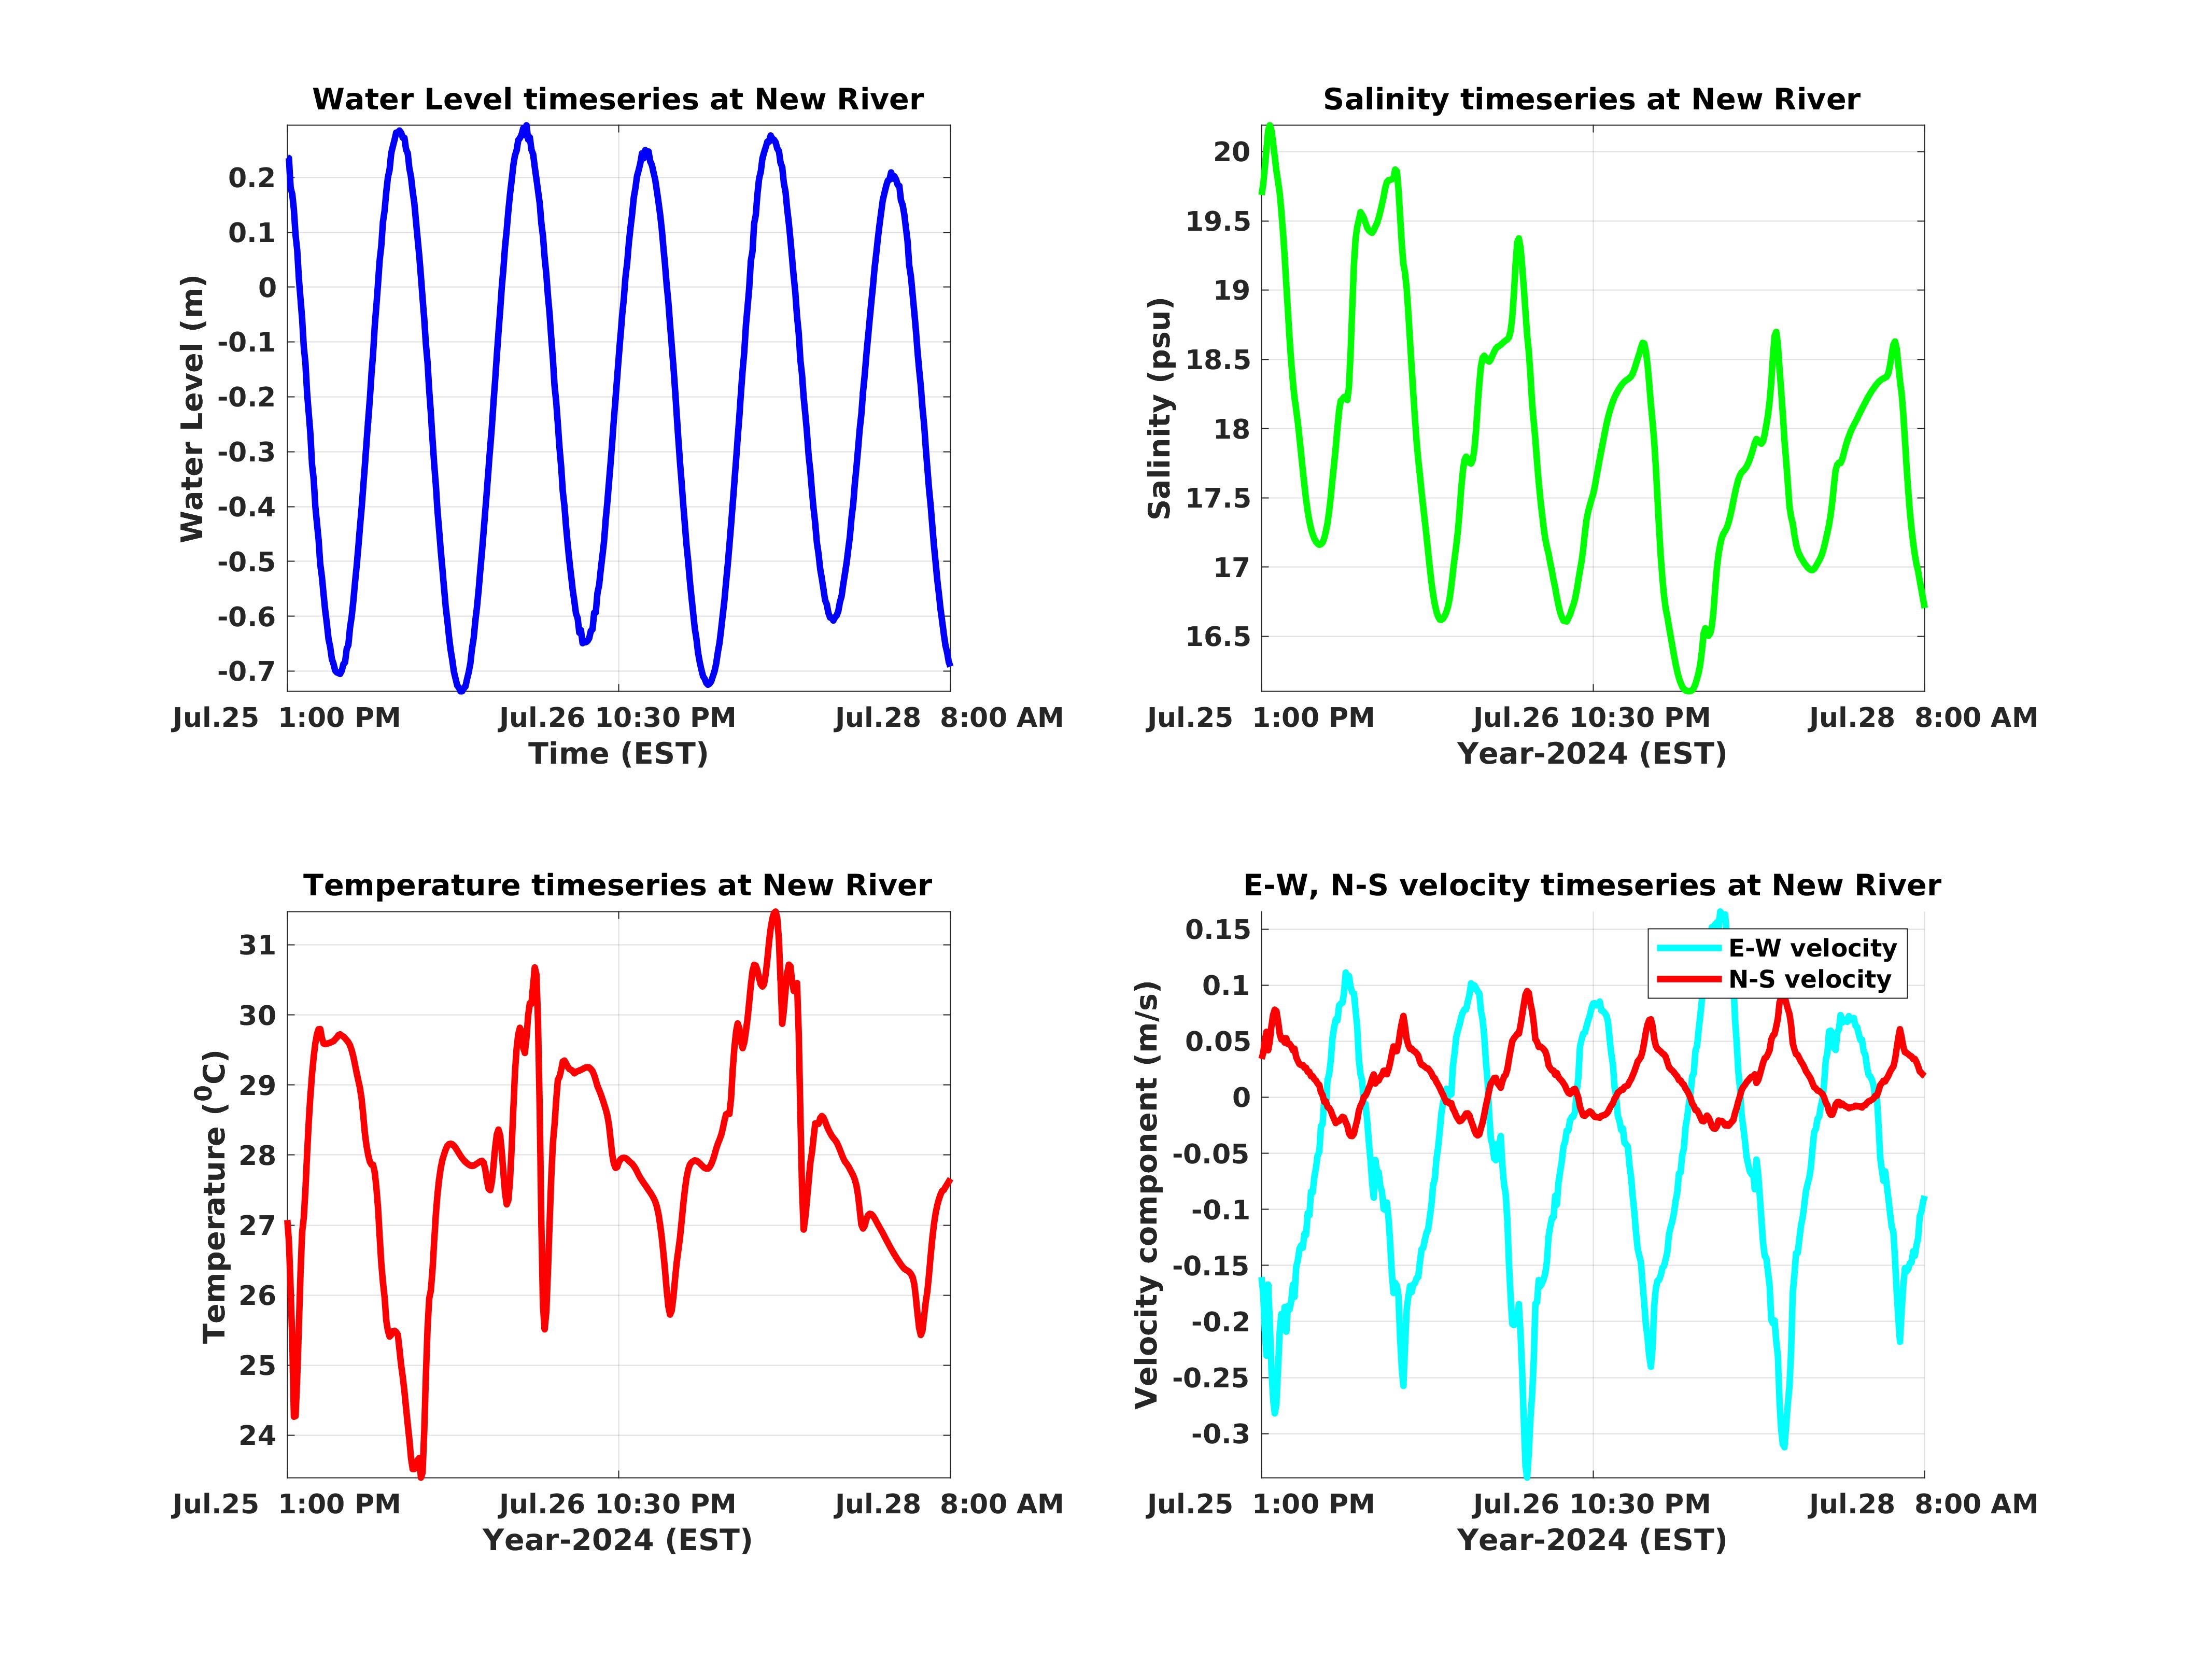 Water Level timeseries at New River
0.2
0.1
0
-0.1
-0.2
-0.3
-0.4
-0.5
-0.6
-0.7
Water Level (m)
Jul.25  1:00 PM
Jul.26 10:30 PM
Jul.28  8:00 AM
Time (EST)
Salinity timeseries at New River
20
19.5
19
18.5
18
17.5
17
16.5
Salinity (psu)
Jul.25  1:00 PM
Jul.26 10:30 PM
Jul.28  8:00 AM
Year-2024 (EST)
Temperature timeseries at New River
31
30
29
28
27
26
25
24
Temperature (⁰C)
Jul.25  1:00 PM
Jul.26 10:30 PM
Jul.28  8:00 AM
Year-2024 (EST)
E-W, N-S velocity timeseries at New River
0.15
0.1
0.05
0
-0.05
-0.1
-0.15
-0.2
-0.25
-0.3
Velocity component (m/s)
E-W velocity
N-S velocity
Jul.25  1:00 PM
Jul.26 10:30 PM
Jul.28  8:00 AM
Year-2024 (EST)